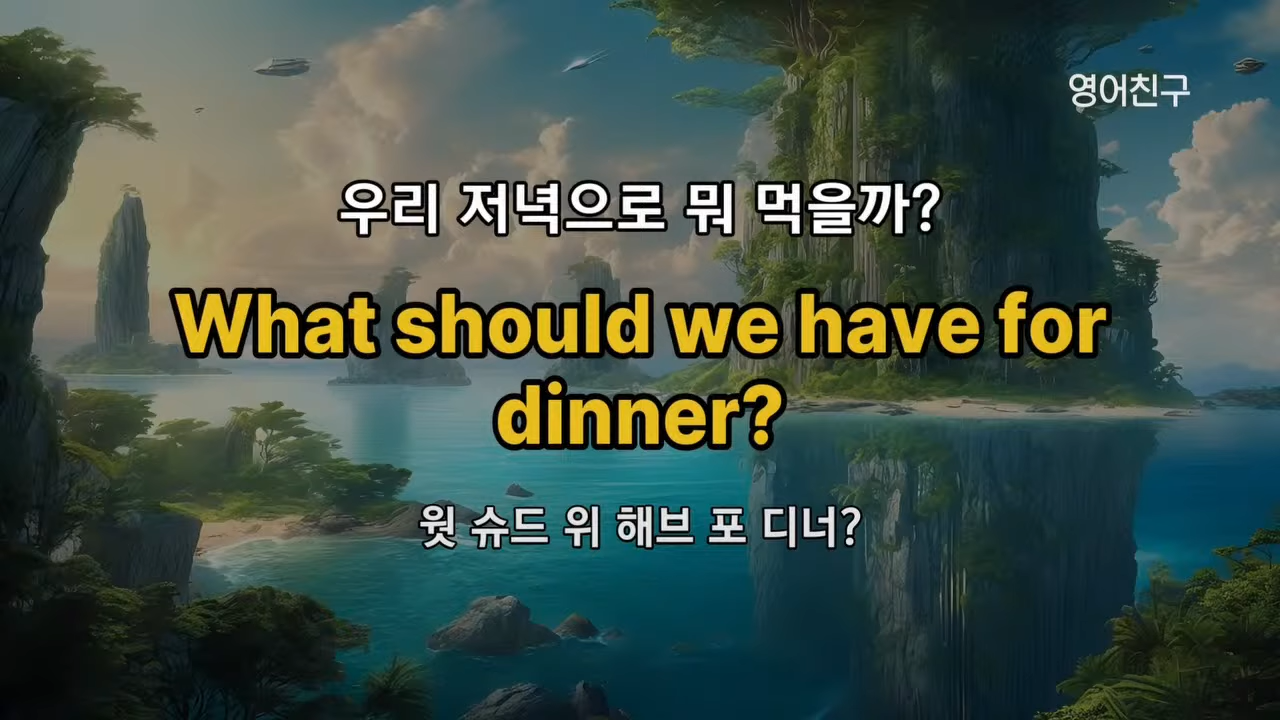 영어친구
우리 저녁으로 뭐 먹을까?
What should we have for
dinner?
왓 슈드 위 해브 포 디너?